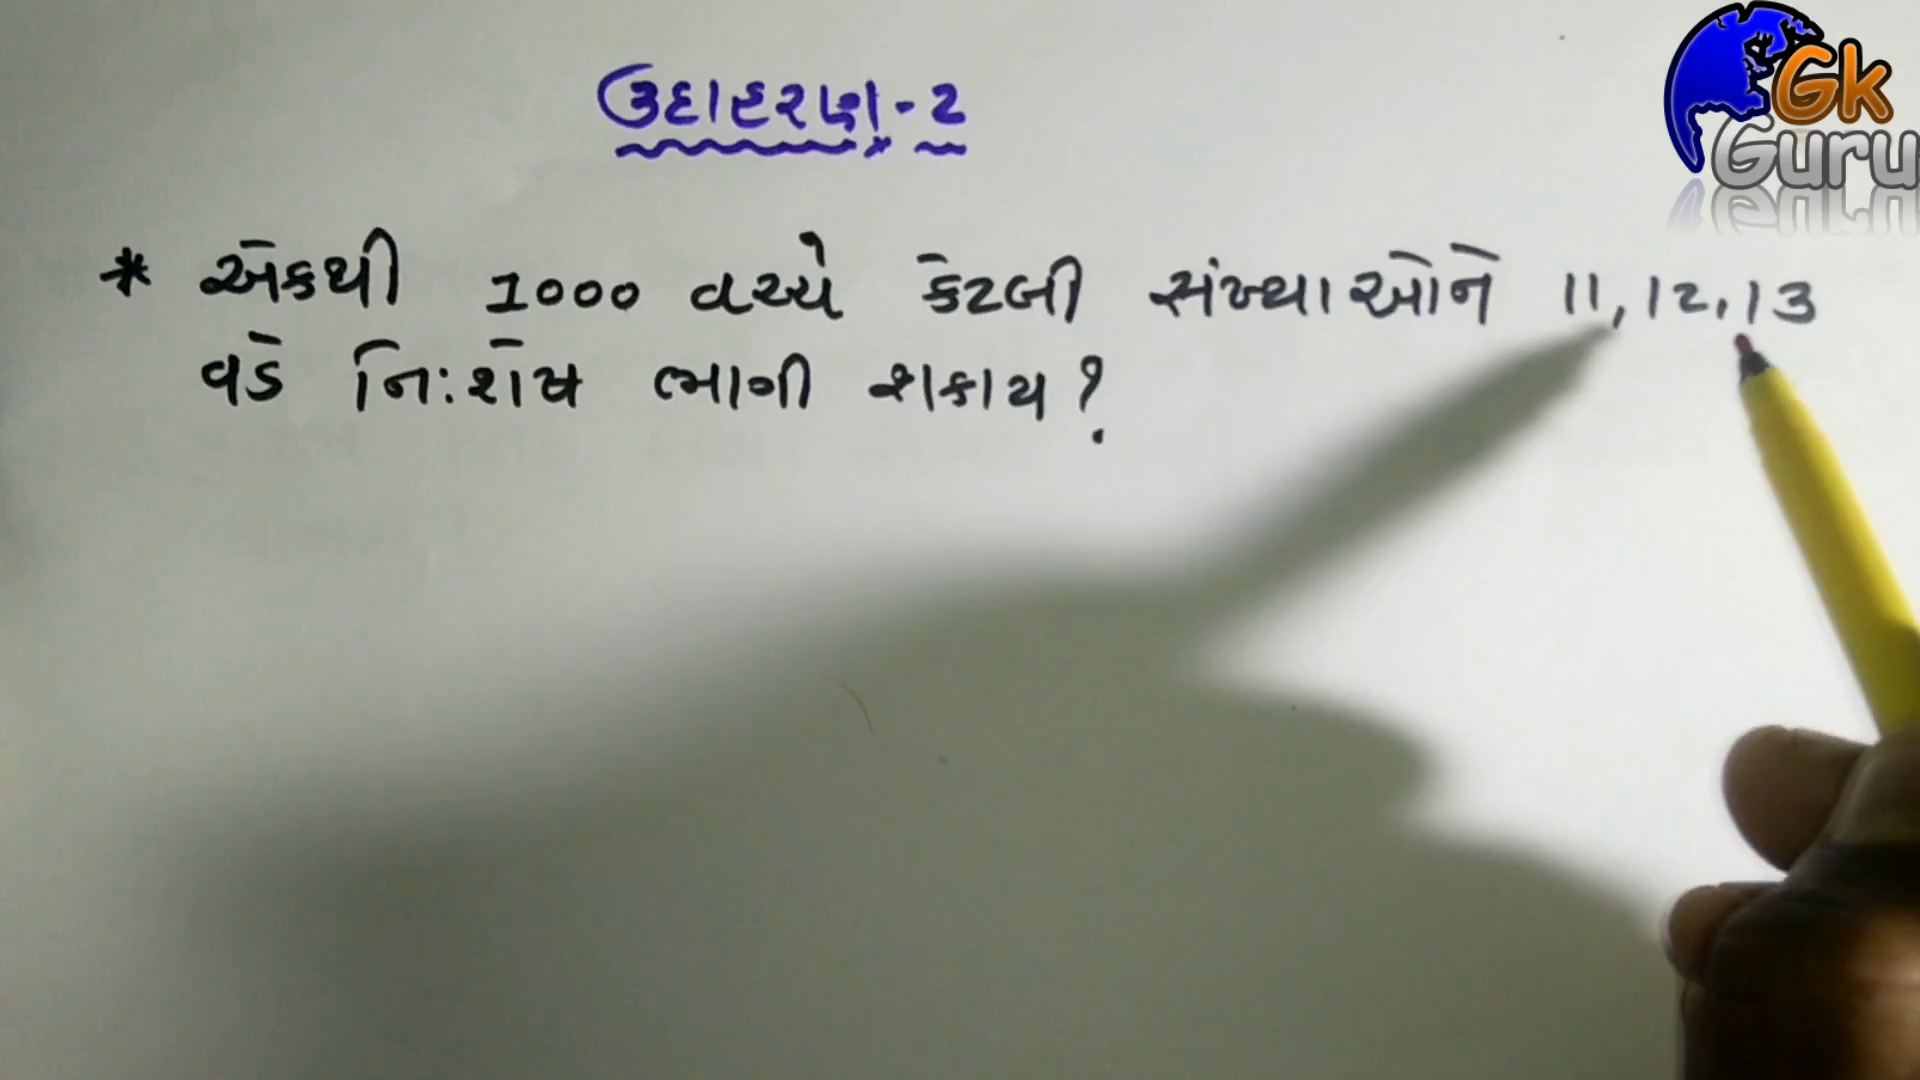 ઉદાહરણ - 2
* એકથી 1000 વચ્ચે કેટલી સંખ્યાઓને 11, 12, 13
વડે નિ:શેષ ભાગી શકાય ?
Gk
Guru